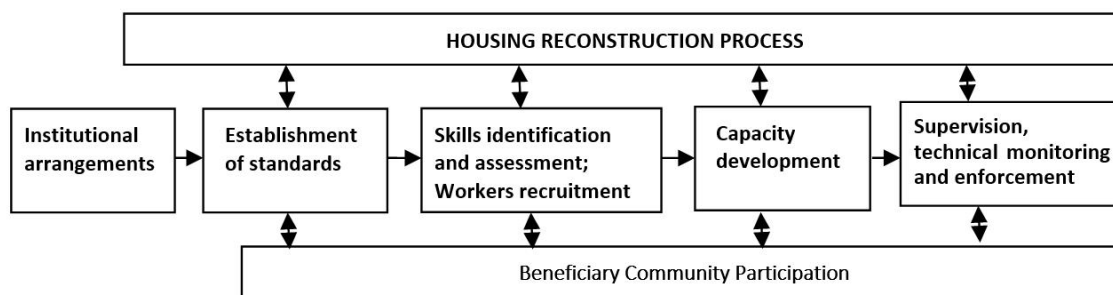 HOUSING RECONSTRUCTION PROCESS
Institutional
arrangements
Establishment
of standards
Skills identification
and assessment;
Workers recruitment
Capacity
development
Supervision,
technical monitoring
and enforcement
Beneficiary Community Participation